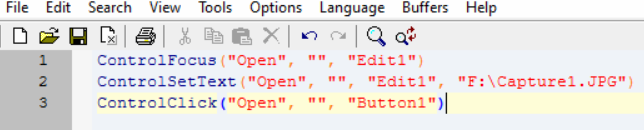 File Edit Search View Tools Options Language Buffers Help
1 ControlFocus("Open", "", "Edit1")
2 ControlSetText("Open", "", "Edit1", "F:\Capture1.JPG")
3 ControlClick("Open", "", "Button1")